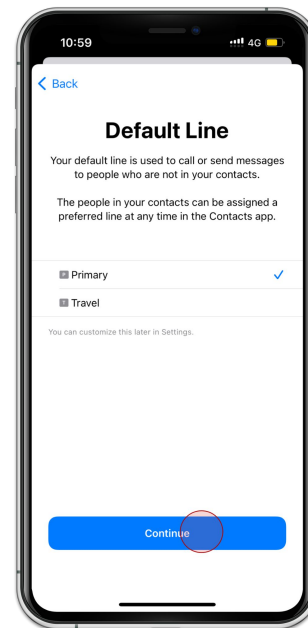 10:59 4G
Back
Default Line
Your default line is used to call or send messages
to people who are not in your contacts.
The people in your contacts can be assigned a
preferred line at any time in the Contacts app.
P Primary
T Travel
You can customize this later in Settings.
Continue